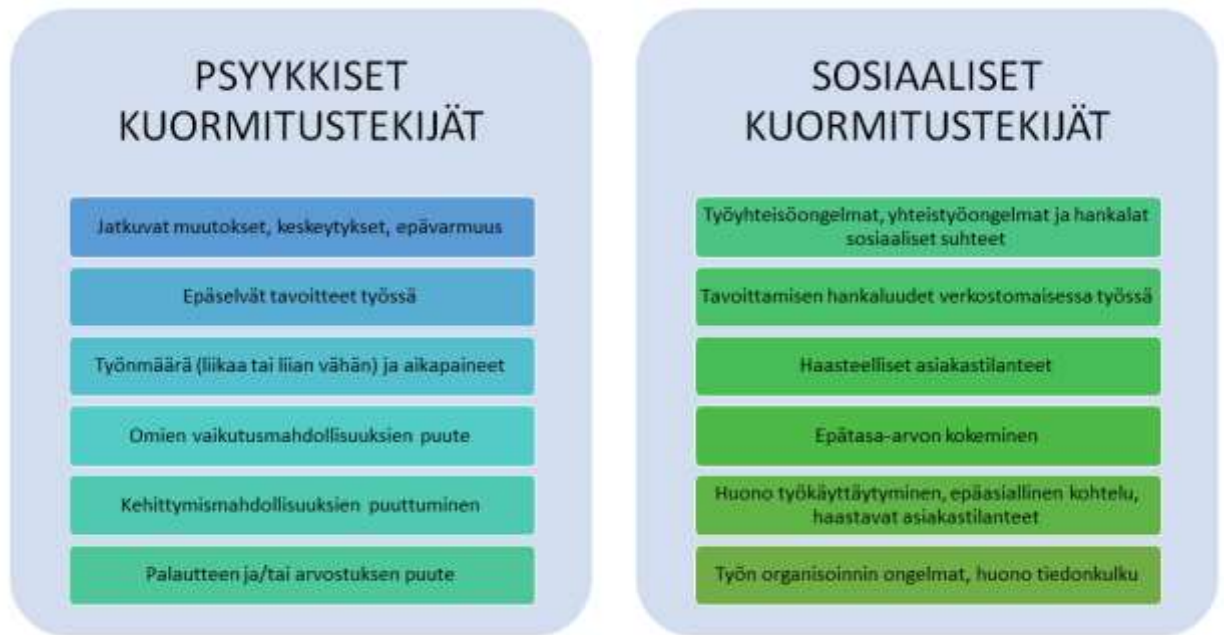 PSYYKKISET
KUORMITUSTEKIJÄT
Jatkuvat muutokset, keskeytykset, epävarmuus
Epäselvät tavoitteet työssä
Työnmäärä (liikaa tai liian vähän) ja aikapaineet
Omien vaikutusmahdollisuuksien puute
Kehittymismahdollisuuksien puuttuminen
Palautteen ja/tai arvostuksen puute
SOSIAALISET
KUORMITUSTEKIJÄT
Työyhteisöongelmat, yhteistyöongelmat ja hankalat
sosiaaliset suhteet
Tavoittamisen hankaluudet verkostomaisessa työssä
Haasteelliset asiakastilanteet
Epätasa-arvon kokeminen
Huono työkäyttäytyminen, epäasiallinen kohtelu,
haastavat asiakastilanteet
Työn organisoinnin ongelmat, huono tiedonkulku